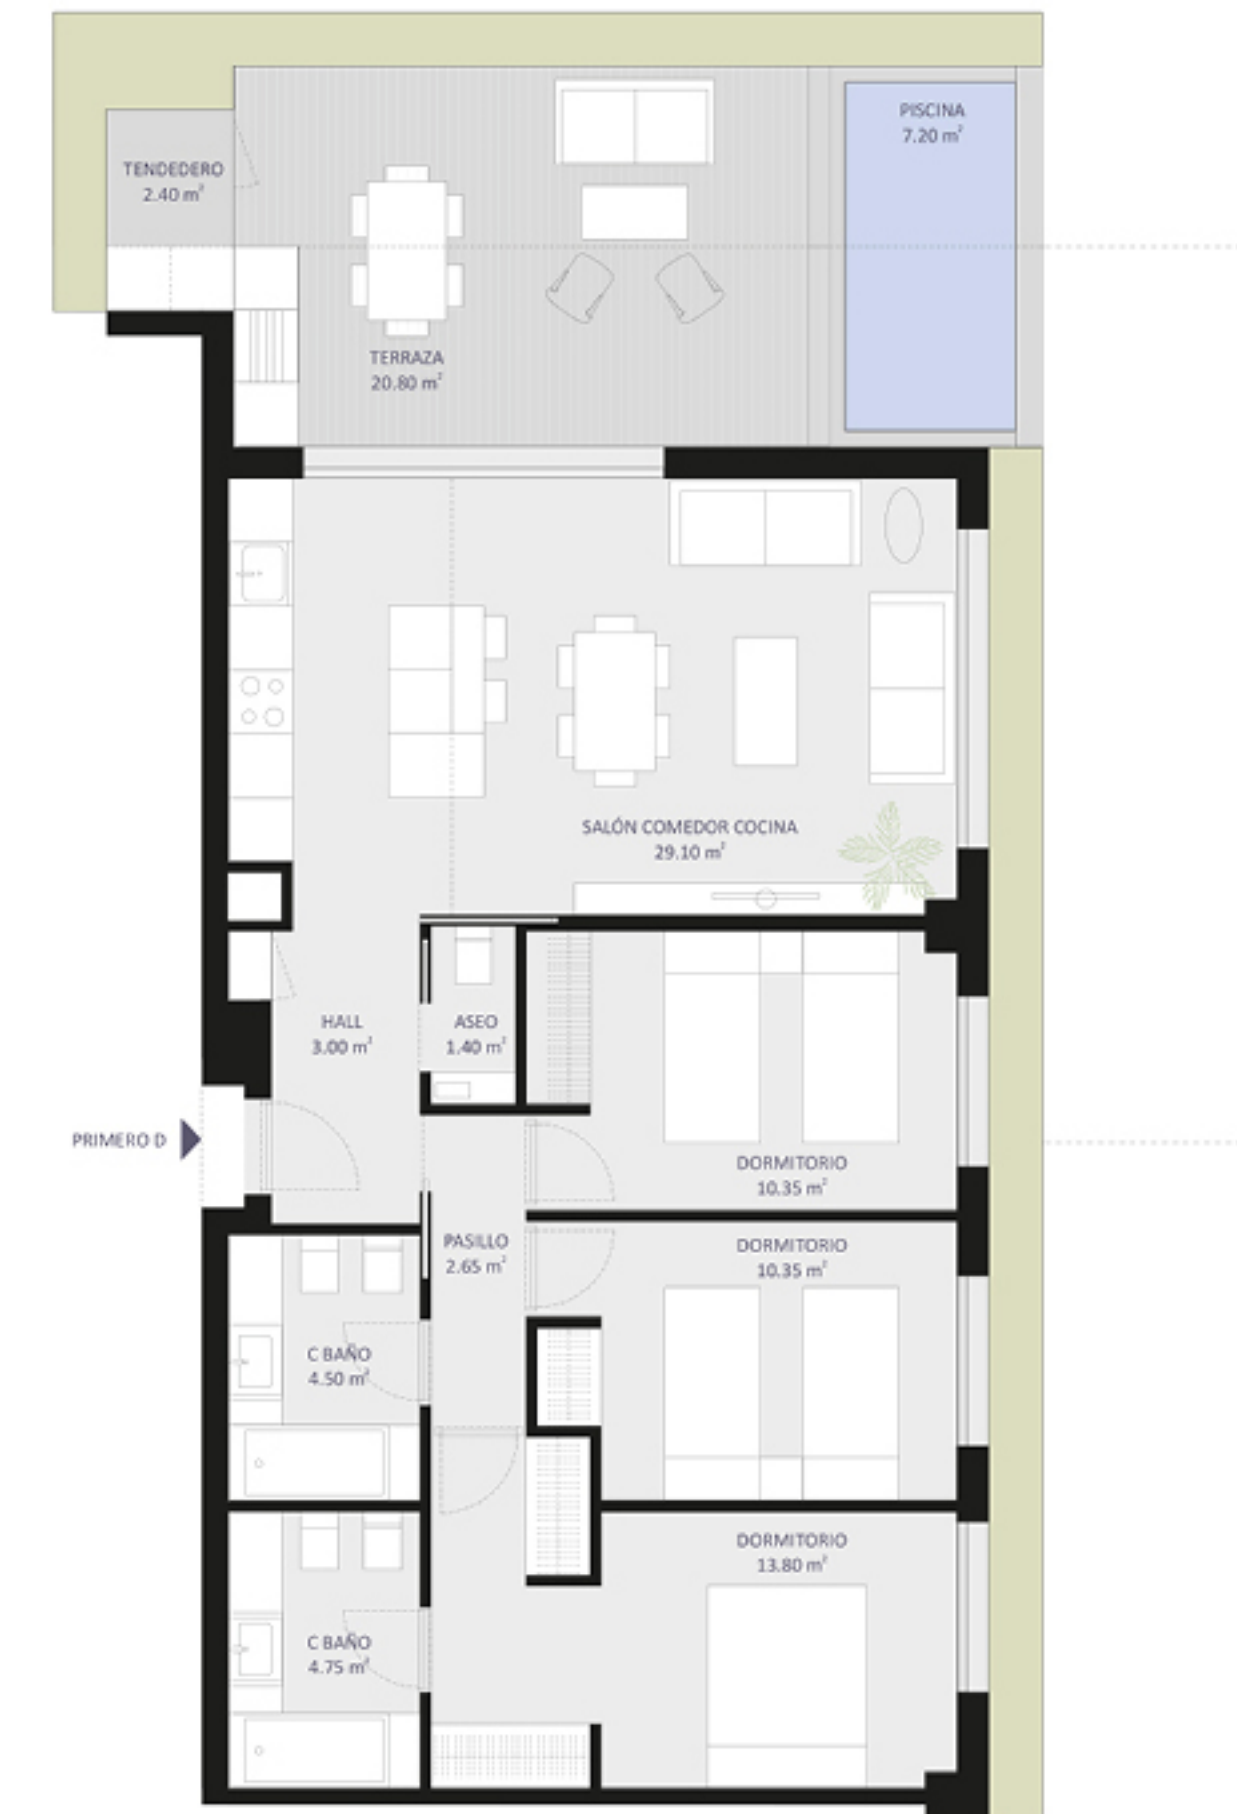 PISCINA
7.20 m²
TENDEDERO
2.40 m²
TERRAZA
20.80 m²
SALÓN COMEDOR COCINA
29.10 m²
HALL
3.00 m²
ASEO
1.40 m²
PRIMERO D
DORMITORIO
10.35 m²
PASILLO
2.65 m²
DORMITORIO
10.35 m²
C BAÑO
4.50 m²
DORMITORIO
13.80 m²
C BAÑO
4.75 m²